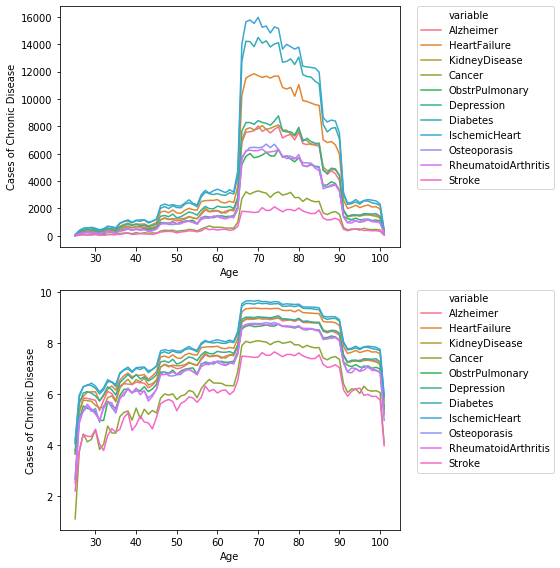 variable
Alzheimer
HeartFailure
KidneyDisease
Cancer
ObstrPulmonary
Depression
Diabetes
IschemicHeart
Osteoporasis
RheumatoidArthritis
Stroke
Cases of Chronic Disease
16000
14000
12000
10000
8000
6000
4000
2000
0
30 40 50 60 70 80 90 100
Age
variable
Alzheimer
HeartFailure
KidneyDisease
Cancer
ObstrPulmonary
Depression
Diabetes
IschemicHeart
Osteoporasis
RheumatoidArthritis
Stroke
Cases of Chronic Disease
10
8
6
4
2
30 40 50 60 70 80 90 100
Age